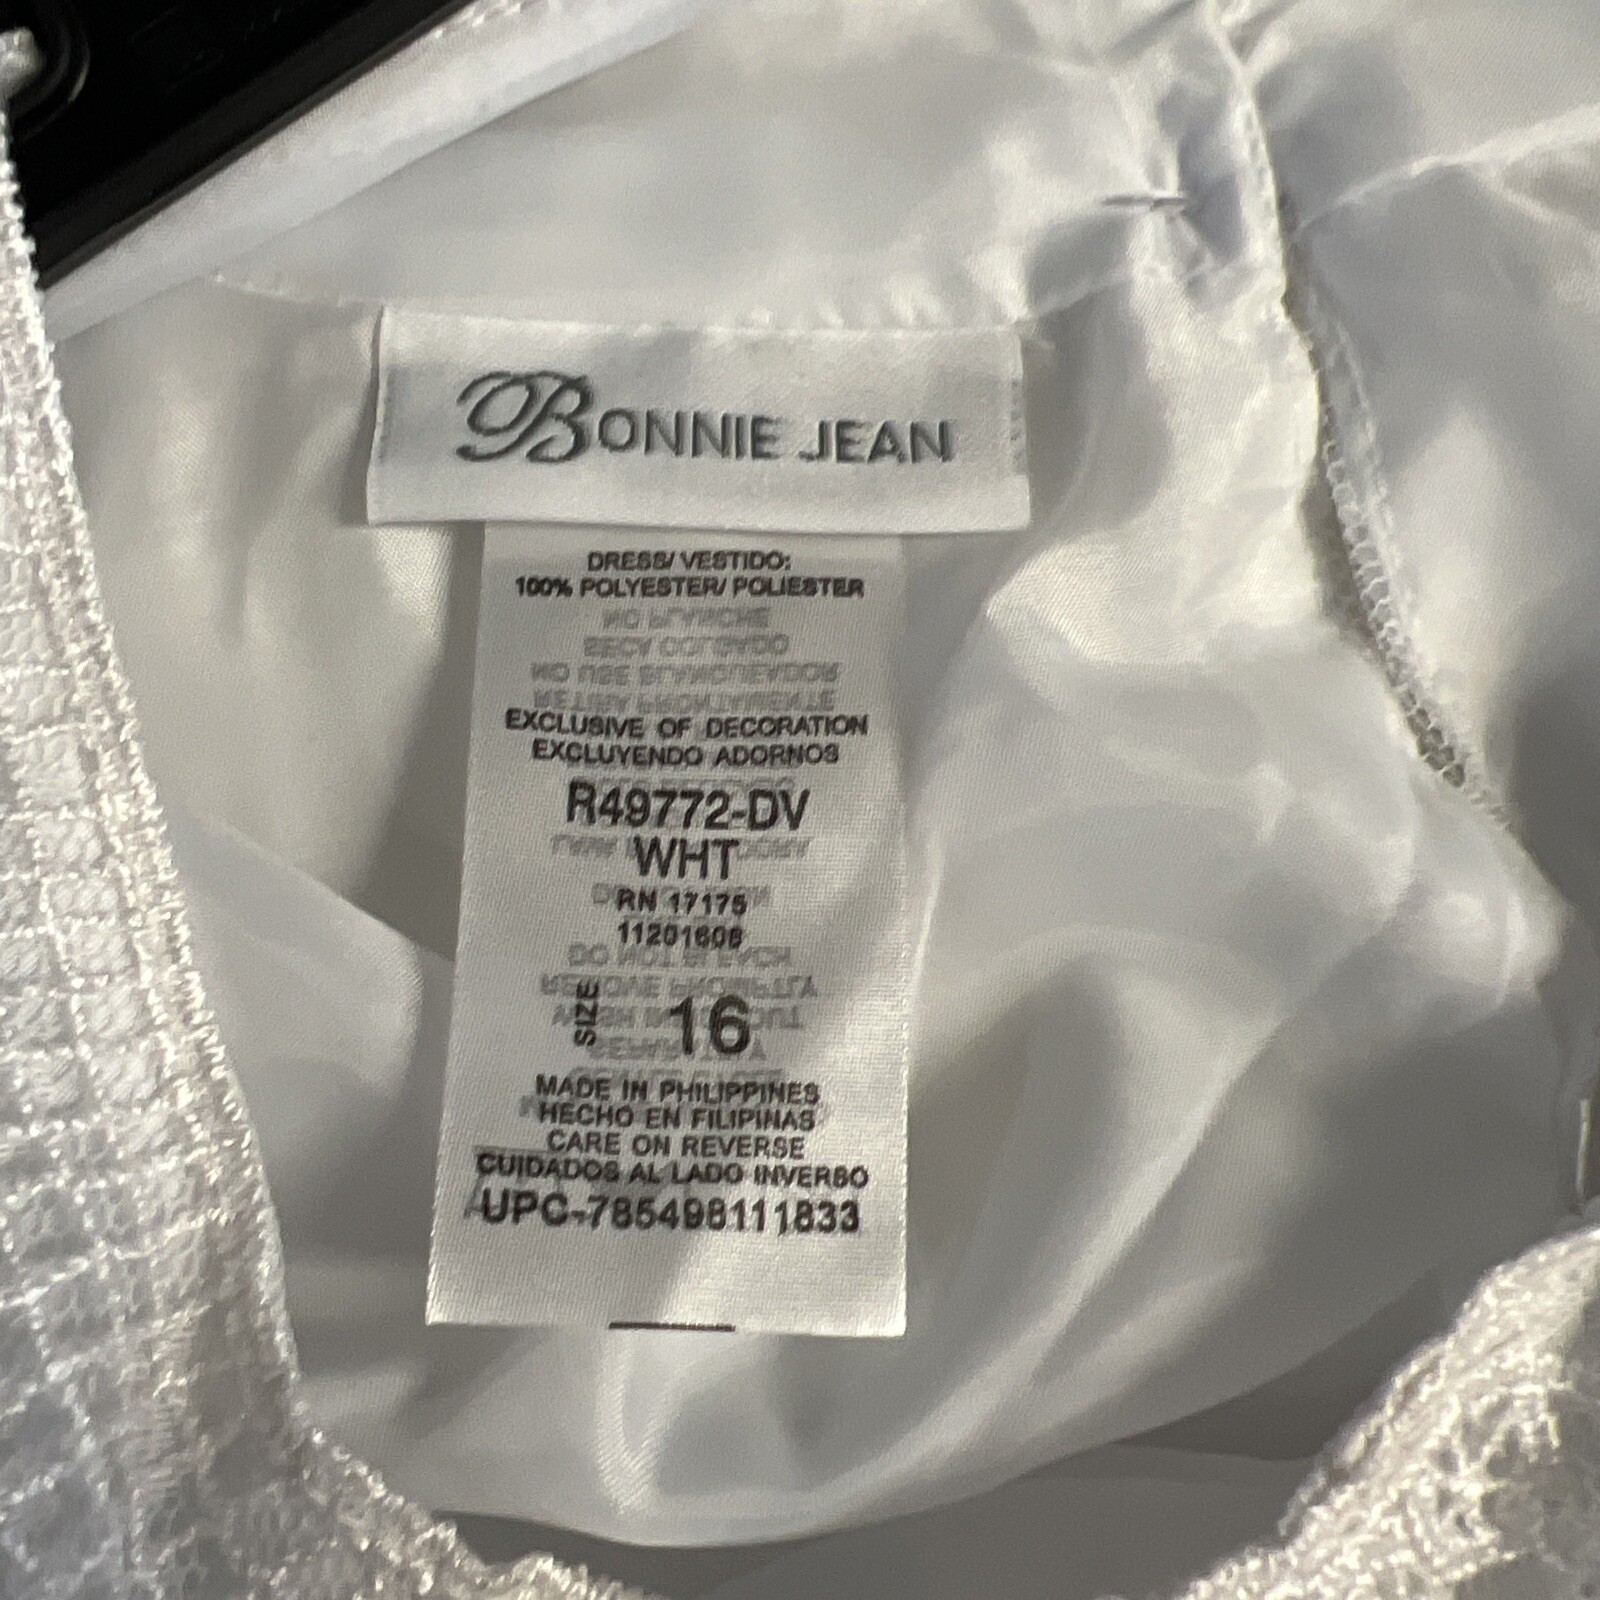 BONNIE JEAN
DRESS/ VESTIDO:
100% POLYESTER/ POLIESTER
EXCLUSIVE OF DECORATION
EXCLUYENDO ADORNOS
R49772-DV
WHT
RN 17175
11201608
SIZE 16
MADE IN PHILIPPINES
HECHO EN FILIPINAS
CARE ON REVERSE
CUIDADOS AL LADO INVERSO
UPC-785498111833